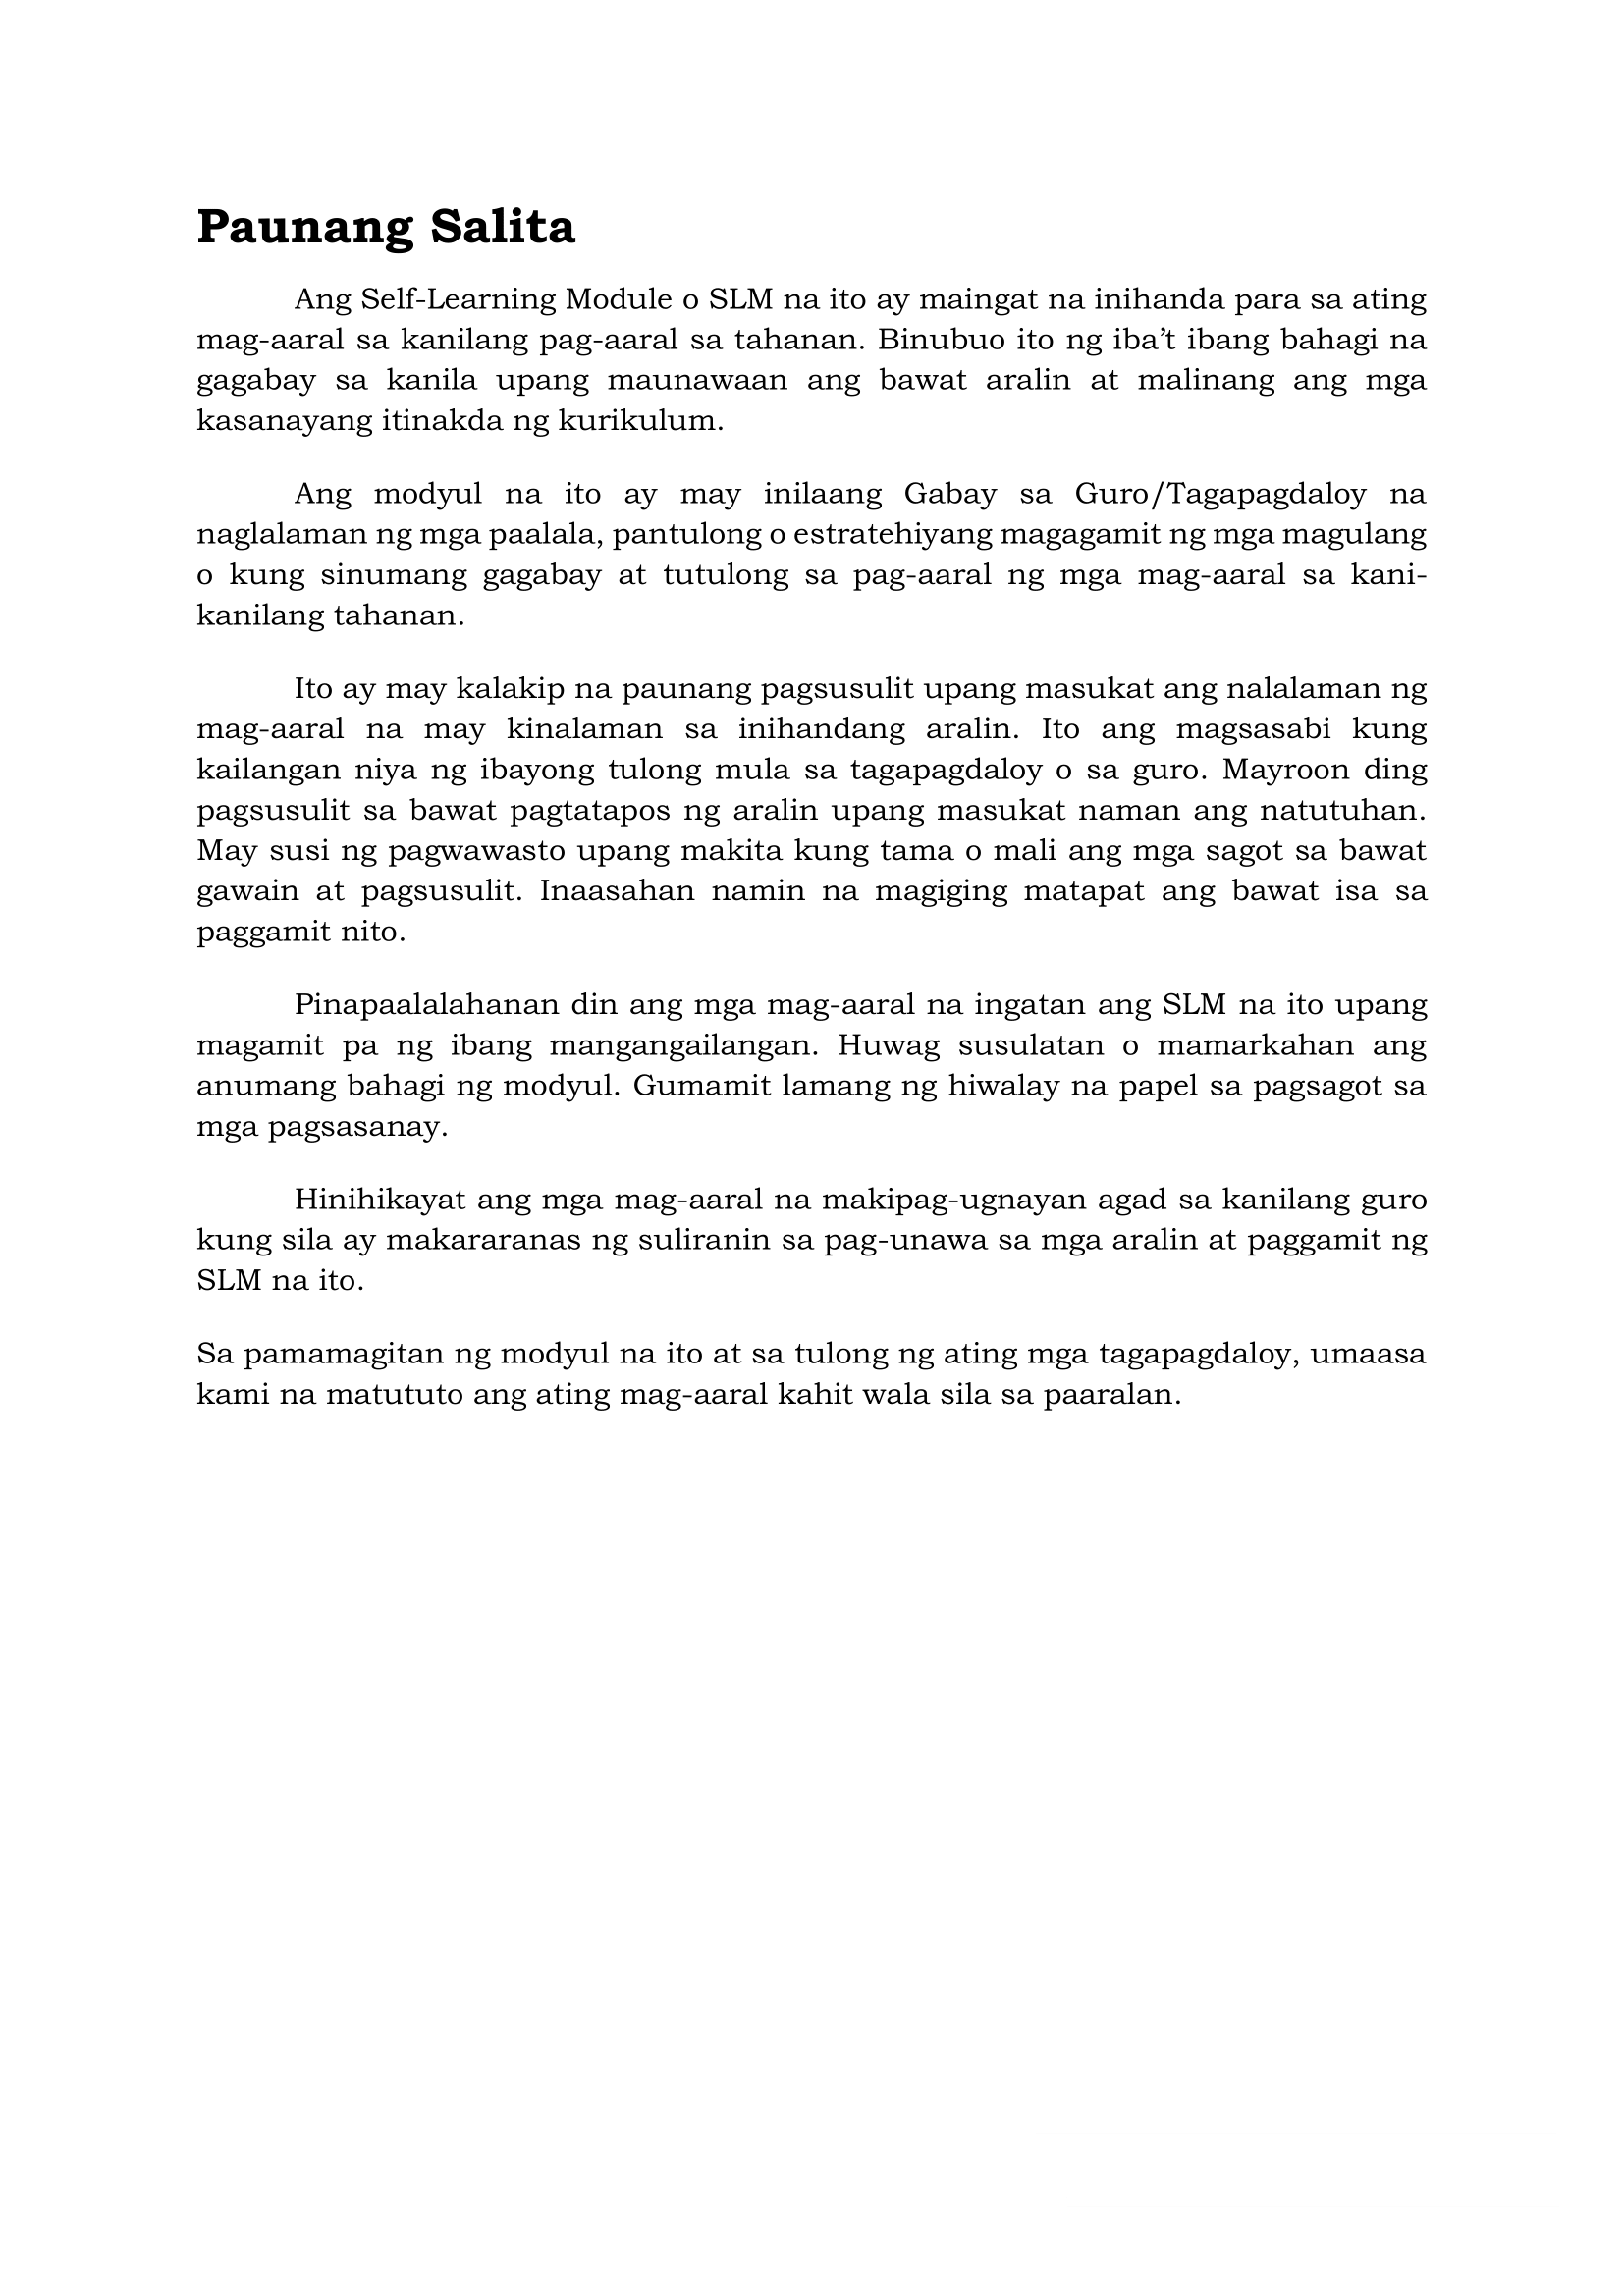 Paunang Salita
Ang Self-Learning Module o SLM na ito ay maingat na inihanda para sa ating
mag-aaral sa kanilang pag-aaral sa tahanan. Binubuo ito ng iba’t ibang bahagi na
gagabay sa kanila upang maunawaan ang bawat aralin at malinang ang mga
kasanayang itinakda ng kurikulum.
Ang modyul na ito ay may inilaang Gabay sa Guro/Tagapagdaloy na
naglalaman ng mga paalala, pantulong o estratehiyang magagamit ng mga magulang
o kung sinumang gagabay at tutulong sa pag-aaral ng mga mag-aaral sa kani-
kanilang tahanan.
Ito ay may kalakip na paunang pagsusulit upang masukat ang nalalaman ng
mag-aaral na may kinalaman sa inihandang aralin. Ito ang magsasabi kung
kailangan niya ng ibayong tulong mula sa tagapagdaloy o sa guro. Mayroon ding
pagsusulit sa bawat pagtatapos ng aralin upang masukat naman ang natutuhan.
May susi ng pagwawasto upang makita kung tama o mali ang mga sagot sa bawat
gawain at pagsusulit. Inaasahan namin na magiging matapat ang bawat isa sa
paggamit nito.
Pinapaalalahanan din ang mga mag-aaral na ingatan ang SLM na ito upang
magamit pa ng ibang mangangailangan. Huwag susulatan o mamarkahan ang
anumang bahagi ng modyul. Gumamit lamang ng hiwalay na papel sa pagsagot sa
mga pagsasanay.
Hinihikayat ang mga mag-aaral na makipag-ugnayan agad sa kanilang guro
kung sila ay makararanas ng suliranin sa pag-unawa sa mga aralin at paggamit ng
SLM na ito.
Sa pamamagitan ng modyul na ito at sa tulong ng ating mga tagapagdaloy, umaasa
kami na matututo ang ating mag-aaral kahit wala sila sa paaralan.